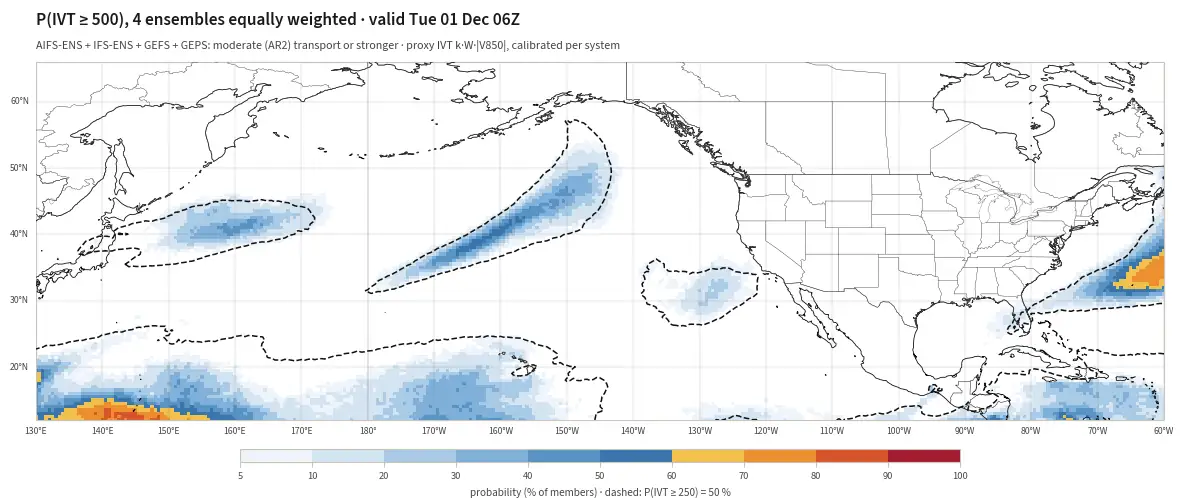 P(IVT ≥ 500), 4 ensembles equally weighted · valid Tue 01 Dec 06Z
AIFS-ENS + IFS-ENS + GEFS + GEPS: moderate (AR2) transport or stronger · proxy IVT k·W·|V850|, calibrated per system
60°N
50°N
40°N
30°N
20°N
130°E 140°E 150°E 160°E 170°E 180° 170°W 160°W 150°W 140°W 130°W 120°W 110°W 100°W 90°W 80°W 70°W 60°W
5 10 20 30 40 50 60 70 80 90 100
probability (% of members) · dashed: P(IVT ≥ 250) = 50 %